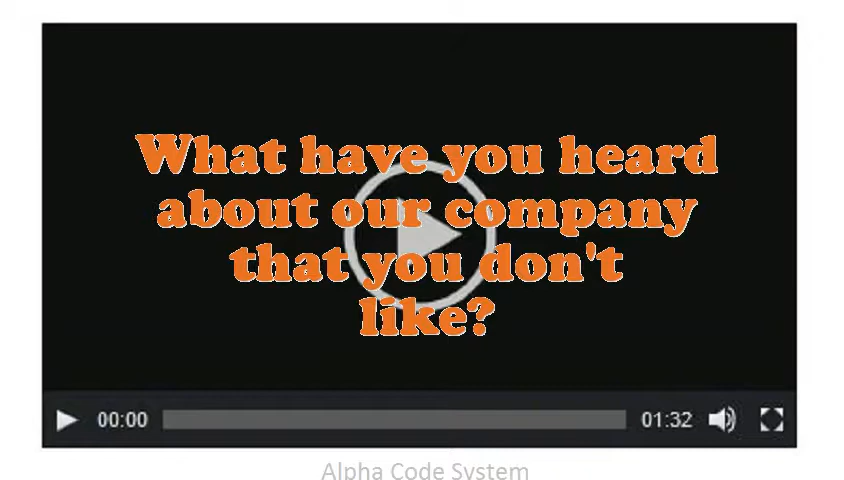 What have you heard
about our company
that you don't
like?
00:00
01:32
Alpha Code System